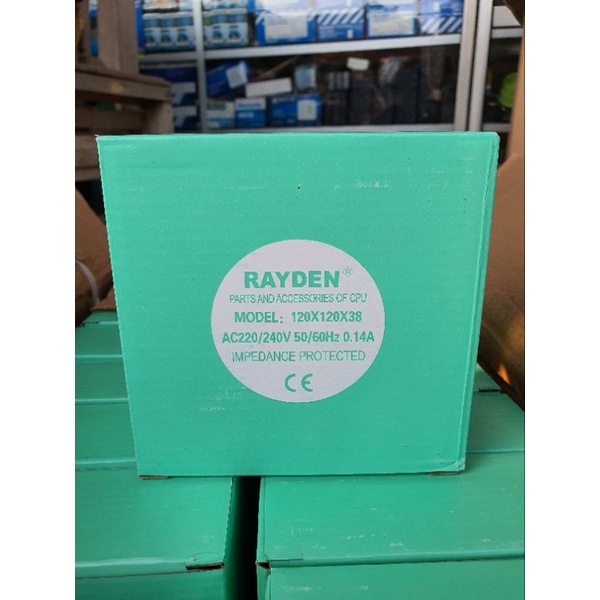 RAYDEN®
PARTS AND ACCESSORIES OF CPU
MODEL: 120X120X38
AC220/240V 50/60Hz 0.14A
IMPEDANCE PROTECTED
CE